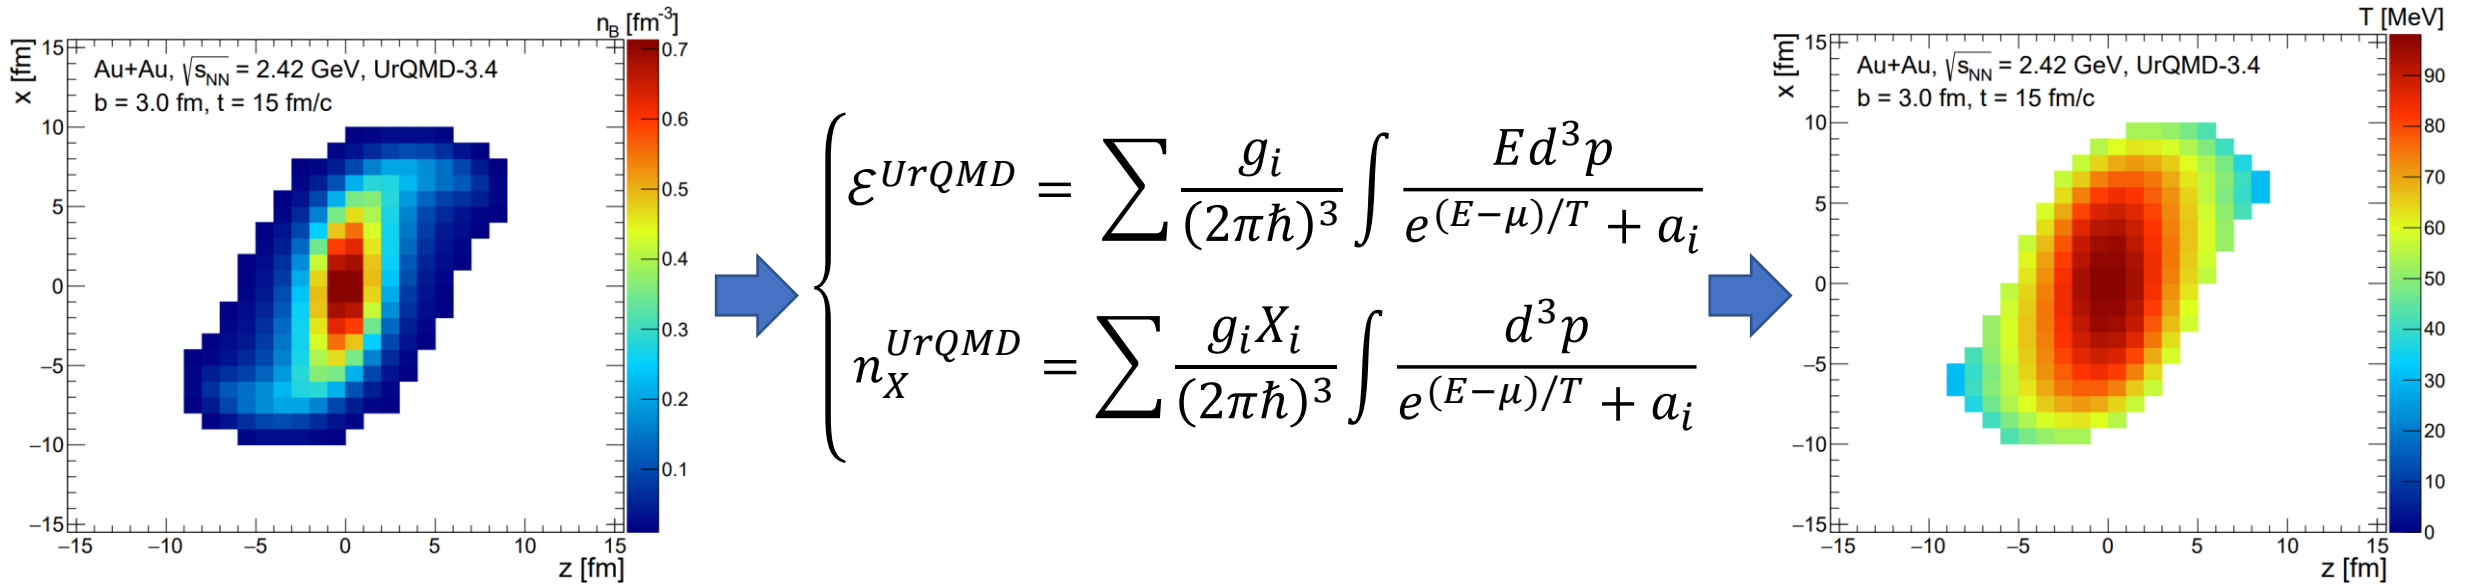 n_B [fm^-3]
x [fm]
Au+Au, √s_NN = 2.42 GeV, UrQMD-3.4
b = 3.0 fm, t = 15 fm/c
15
10
5
0
−5
−10
−15
−15 −10 −5 0 5 10 15
z [fm]
0.7
0.6
0.5
0.4
0.3
0.2
0.1
ℰ^{UrQMD} = ∑ g_i/(2πħ)^3 ∫ Ed^3p/(e^{(E−μ)/T} + a_i)
n_X^{UrQMD} = ∑ g_iX_i/(2πħ)^3 ∫ d^3p/(e^{(E−μ)/T} + a_i)
T [MeV]
x [fm]
Au+Au, √s_NN = 2.42 GeV, UrQMD-3.4
b = 3.0 fm, t = 15 fm/c
15
10
5
0
−5
−10
−15
−15 −10 −5 0 5 10 15
z [fm]
90
80
70
60
50
40
30
20
10
0